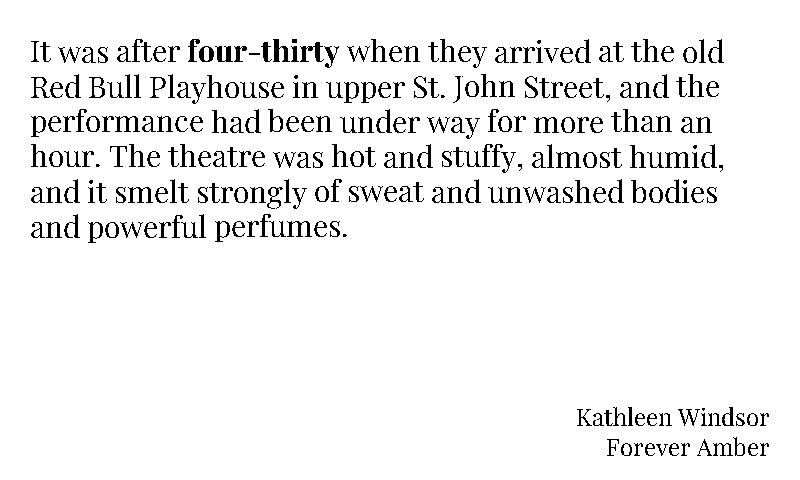 It was after four-thirty when they arrived at the old
Red Bull Playhouse in upper St. John Street, and the
performance had been under way for more than an
hour. The theatre was hot and stuffy, almost humid,
and it smelt strongly of sweat and unwashed bodies
and powerful perfumes.
Kathleen Windsor
Forever Amber